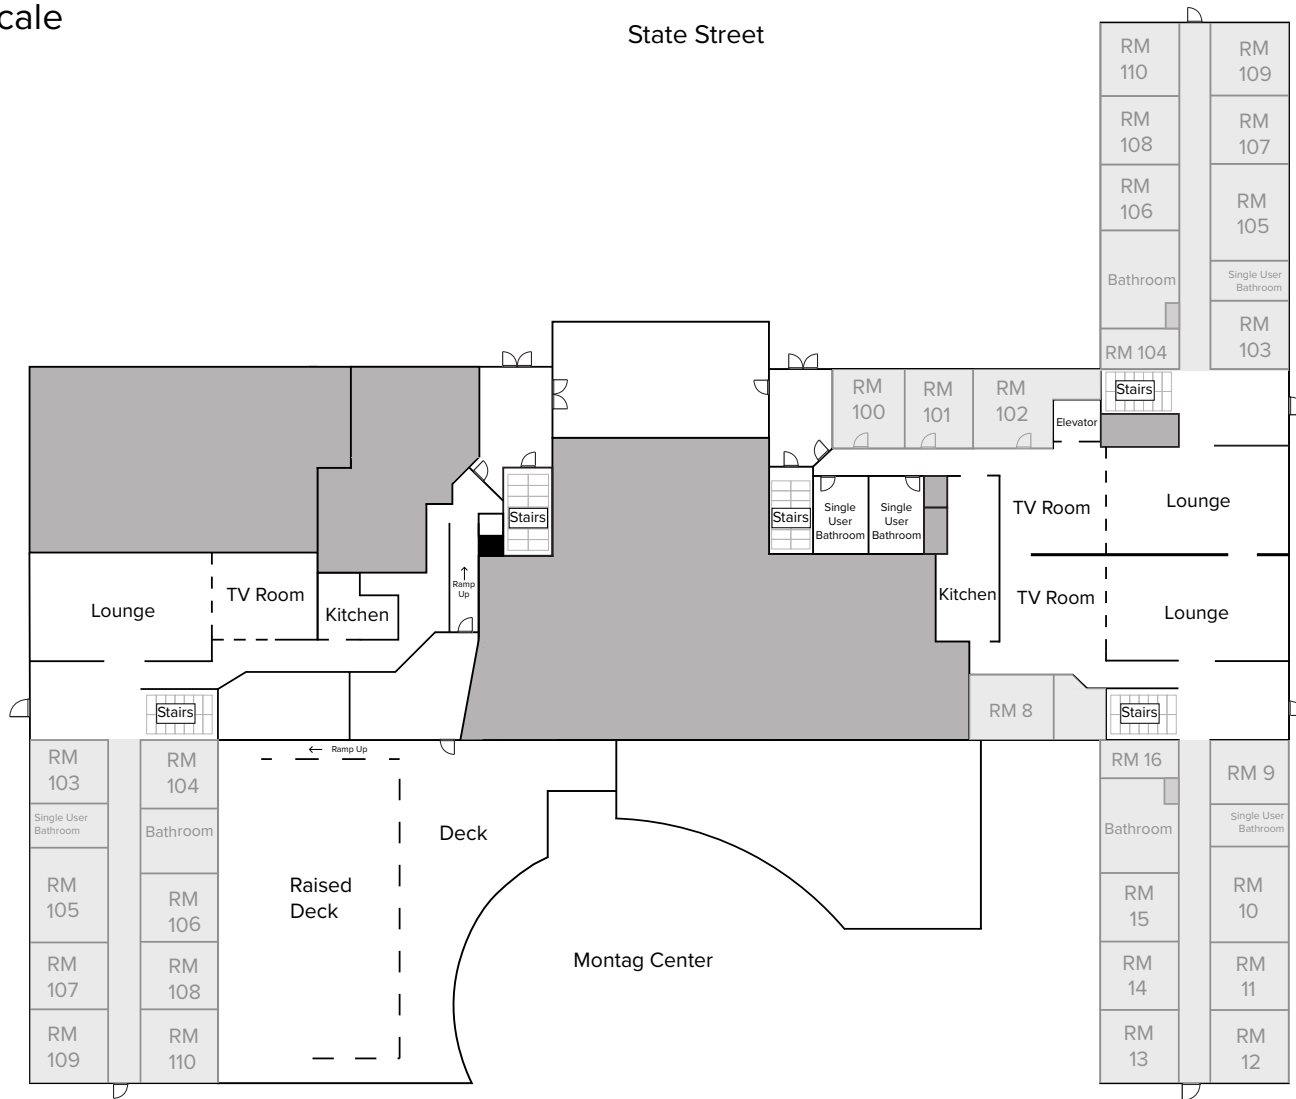 cale
State Street
RM
110
RM
109
RM
108
RM
107
RM
106
RM
105
Bathroom
Single User
Bathroom
RM 104
RM
103
RM
100
RM
101
RM
102
Elevator
Stairs
Stairs
Stairs
Single
User
Bathroom
Single
User
Bathroom
TV Room
Lounge
Lounge
TV Room
Kitchen
↑
Ramp
Up
Kitchen
TV Room
Lounge
Stairs
RM 8
Stairs
← Ramp Up
RM
103
RM
104
Single User
Bathroom
Bathroom
RM
105
RM
106
RM
107
RM
108
RM
109
RM
110
Raised
Deck
Deck
Montag Center
RM 16
RM 9
Bathroom
Single User
Bathroom
RM
15
RM
10
RM
14
RM
11
RM
13
RM
12